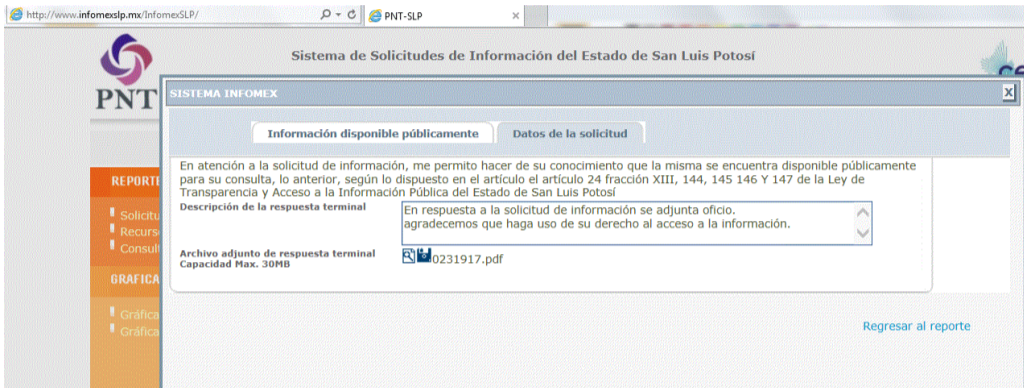 http://www.infomexslp.mx/InfomexSLP/
PNT-SLP
Sistema de Solicitudes de Información del Estado de San Luis Potosí
PNT
SISTEMA INFOMEX
X
Información disponible públicamente
Datos de la solicitud
En atención a la solicitud de información, me permito hacer de su conocimiento que la misma se encuentra disponible públicamente
para su consulta, lo anterior, según lo dispuesto en el artículo el artículo 24 fracción XIII, 144, 145 146 Y 147 de la Ley de
Transparencia y Acceso a la Información Pública del Estado de San Luis Potosí
Descripción de la respuesta terminal
En respuesta a la solicitud de información se adjunta oficio.
agradecemos que haga uso de su derecho al acceso a la información.
Archivo adjunto de respuesta terminal
Capacidad Max. 30MB
0231917.pdf
REPORTE
Solicitu
Recurs
Consult
GRAFICA
Gráfica
Gráfica
Regresar al reporte